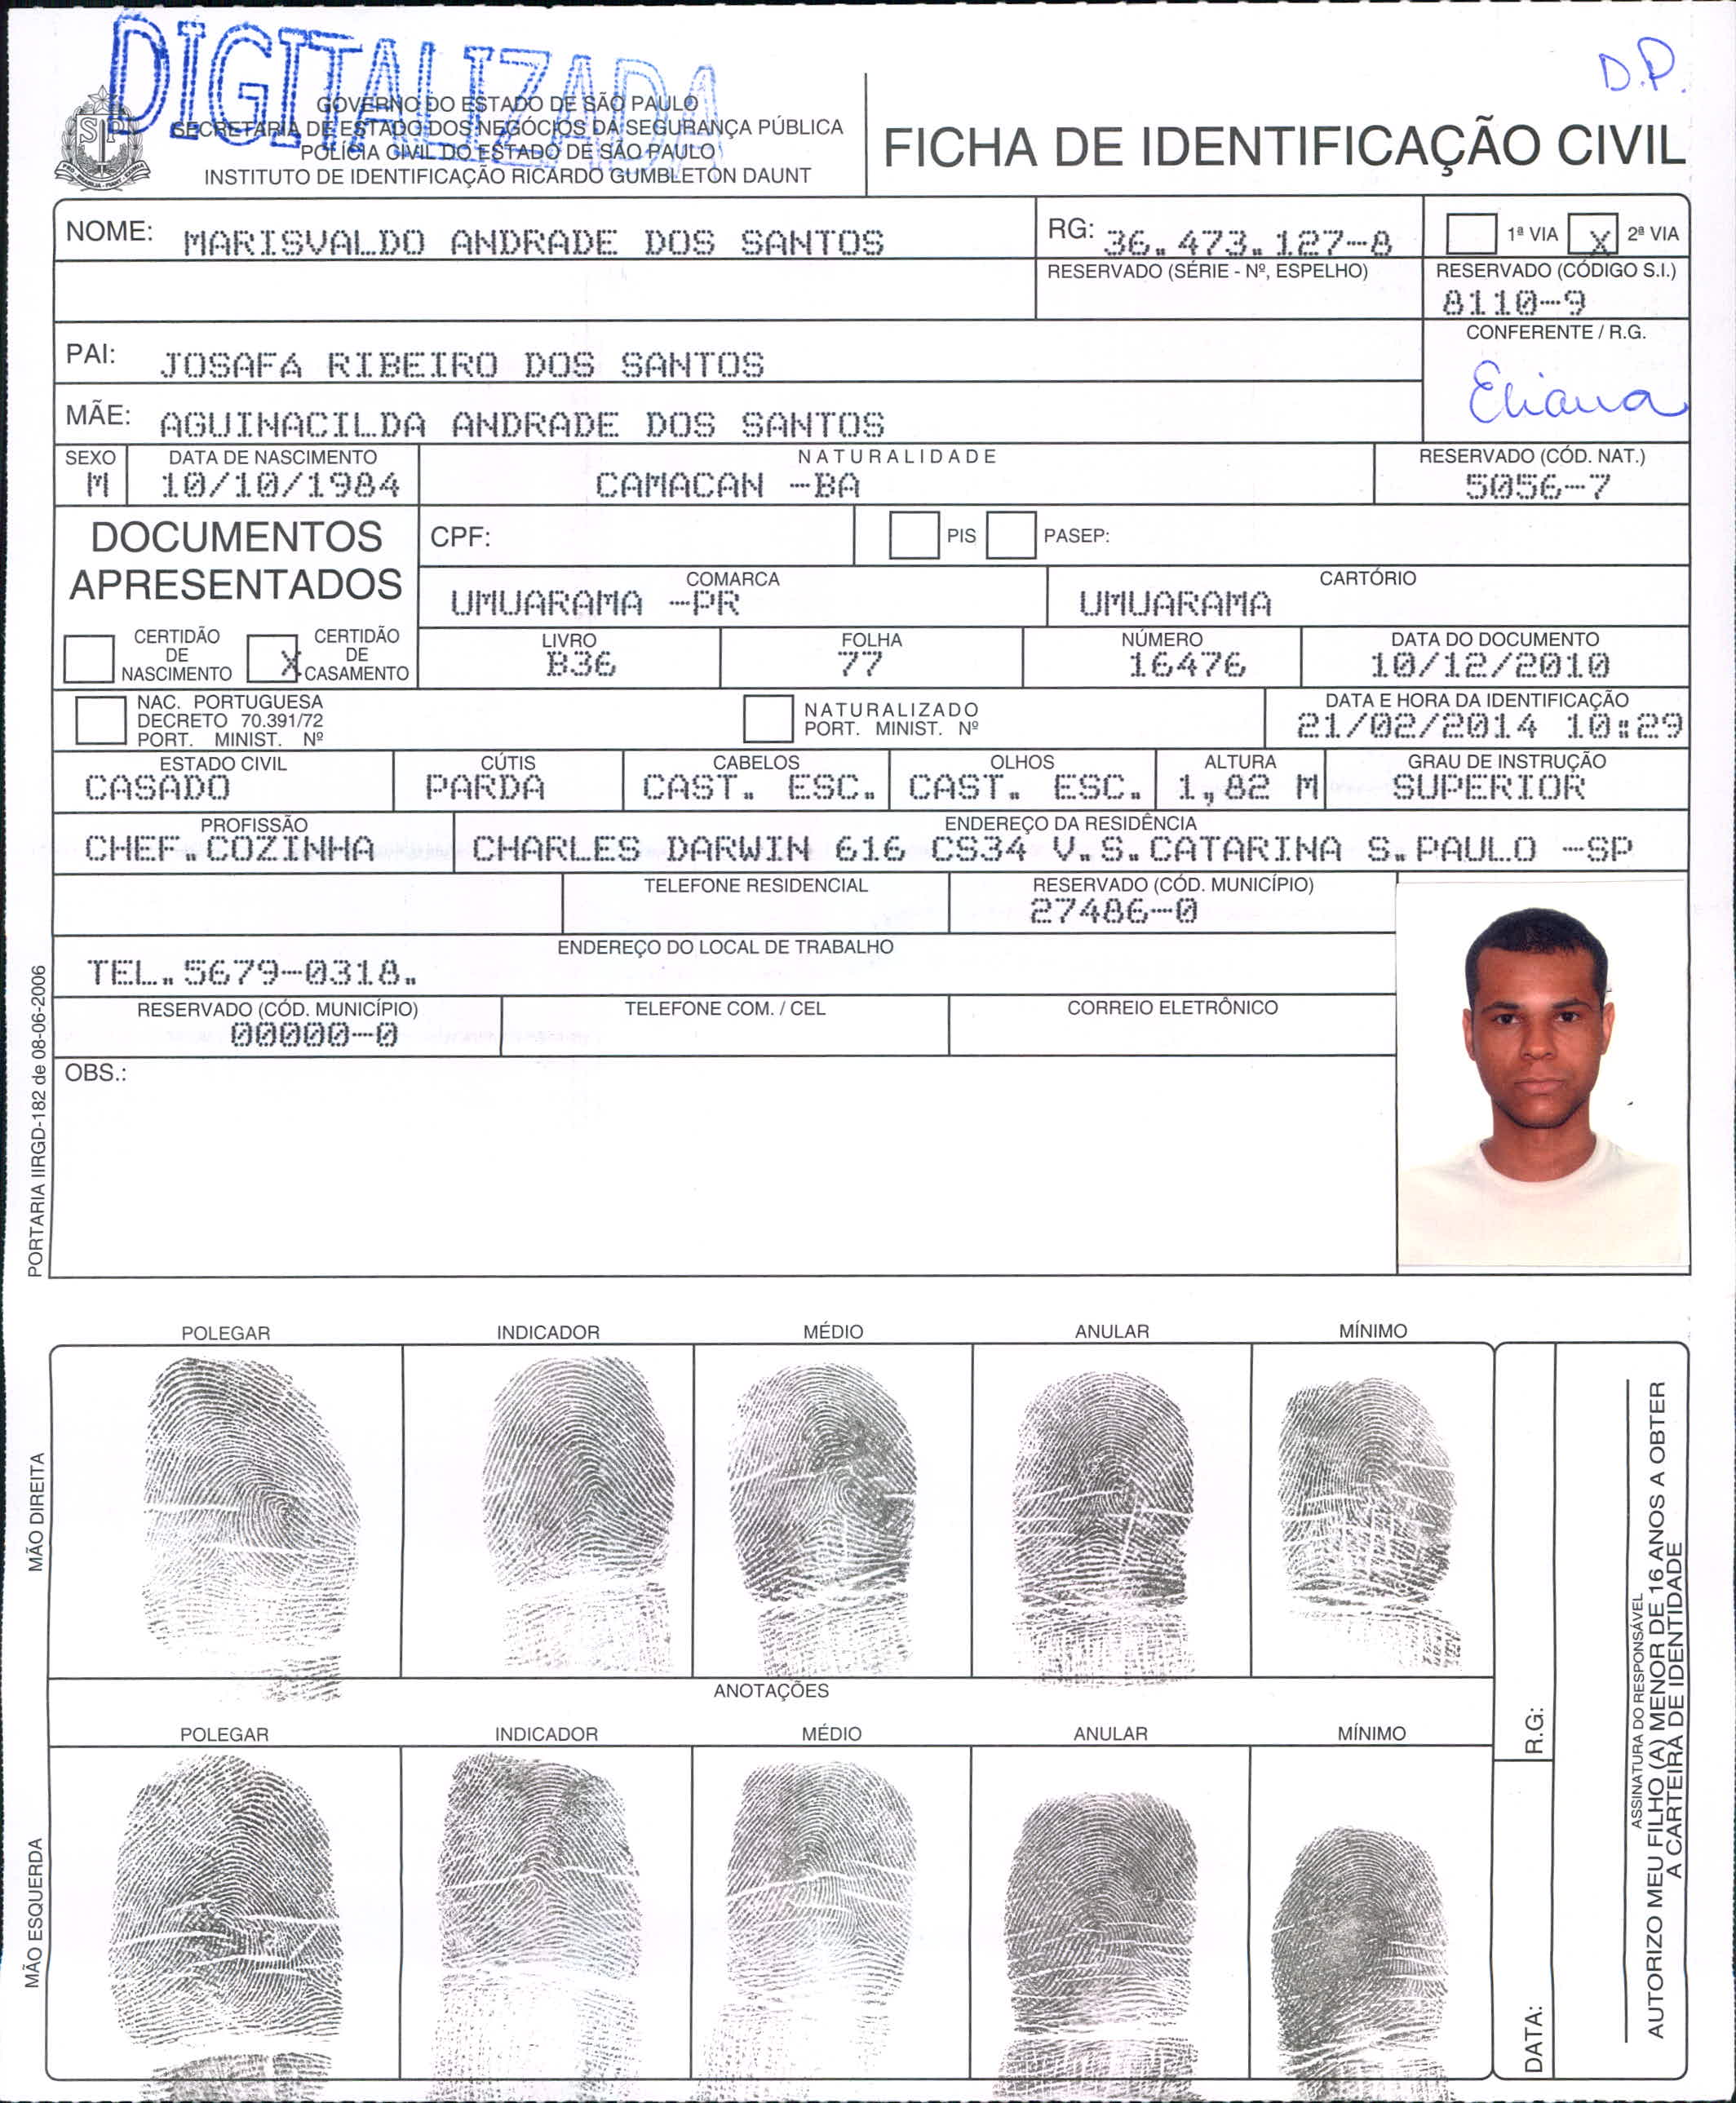 DIGITALIZADA
D.P.
GOVERNO DO ESTADO DE SÃO PAULO
SECRETARIA DE ESTADO DOS NEGÓCIOS DA SEGURANÇA PÚBLICA
POLÍCIA CIVIL DO ESTADO DE SÃO PAULO
INSTITUTO DE IDENTIFICAÇÃO RICARDO GUMBLETON DAUNT
FICHA DE IDENTIFICAÇÃO CIVIL
NOME: MARISVALDO ANDRADE DOS SANTOS
RG: 36.473.127-8
1ª VIA X 2ª VIA
RESERVADO (SÉRIE - Nº, ESPELHO)
RESERVADO (CÓDIGO S.I.)
8110-9
PAI: JOSAFA RIBEIRO DOS SANTOS
CONFERENTE / R.G.
Eliana
MÃE: AGUINACILDA ANDRADE DOS SANTOS
SEXO
M
DATA DE NASCIMENTO
10/10/1984
NATURALIDADE
CAMACAN -BA
RESERVADO (CÓD. NAT.)
5056-7
DOCUMENTOS
APRESENTADOS
CPF:
PIS
PASEP:
COMARCA
UMUARAMA -PR
CARTÓRIO
UMUARAMA
CERTIDÃO
DE
NASCIMENTO
X
CERTIDÃO
DE
CASAMENTO
LIVRO
B36
FOLHA
77
NÚMERO
16476
DATA DO DOCUMENTO
10/12/2010
NAC. PORTUGUESA
DECRETO 70.391/72
PORT. MINIST. Nº
NATURALIZADO
PORT. MINIST. Nº
DATA E HORA DA IDENTIFICAÇÃO
21/02/2014 10:29
ESTADO CIVIL
CASADO
CÚTIS
PARDA
CABELOS
CAST. ESC.
OLHOS
CAST. ESC.
ALTURA
1,82 M
GRAU DE INSTRUÇÃO
SUPERIOR
PROFISSÃO
CHEF.COZINHA
ENDEREÇO DA RESIDÊNCIA
CHARLES DARWIN 616 CS34 V.S.CATARINA S.PAULO -SP
TELEFONE RESIDENCIAL
RESERVADO (CÓD. MUNICÍPIO)
27486-0
ENDEREÇO DO LOCAL DE TRABALHO
TEL.5679-0318.
RESERVADO (CÓD. MUNICÍPIO)
00000-0
TELEFONE COM. / CEL
CORREIO ELETRÔNICO
OBS.:
PORTARIA IIRGD-182 de 08-06-2006
POLEGAR INDICADOR MÉDIO ANULAR MÍNIMO
MÃO DIREITA
ANOTAÇÕES
POLEGAR INDICADOR MÉDIO ANULAR MÍNIMO
MÃO ESQUERDA
R.G:
DATA:
ASSINATURA DO RESPONSÁVEL
AUTORIZO MEU FILHO (A) MENOR DE 16 ANOS A OBTER
A CARTEIRA DE IDENTIDADE